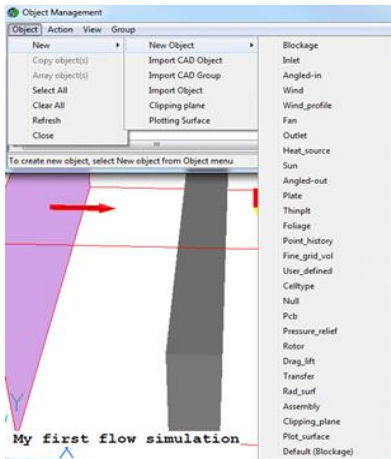 Object Management
Object Action View Group
New
Copy object(s)
Array object(s)
Select All
Clear All
Refresh
Close
New Object
Import CAD Object
Import CAD Group
Import Object
Clipping plane
Plotting Surface
Blockage
Inlet
Angled-in
Wind
Wind_profile
Fan
Outlet
Heat_source
Sun
Angled-out
Plate
Thinplt
Foliage
Point_history
Fine_grid_vol
User_defined
Celltype
Null
Pcb
Pressure_relief
Rotor
Drag_lift
Transfer
Rad_surf
Assembly
Clipping_plane
Plot_surface
Default (Blockage)
To create new object, select New object from Object menu
Y
My first flow simulation